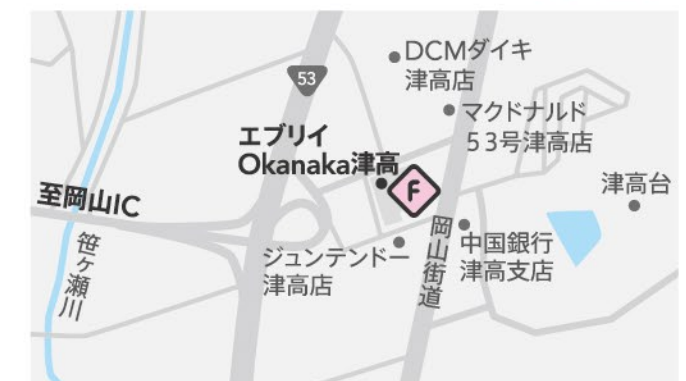 DCMダイキ
津高店
53
マクドナルド
53号津高店
エブリイ
Okanaka津高
F
津高台
至岡山IC
笹ヶ瀬川
ジュンテンドー
津高店
岡山街道
中国銀行
津高支店